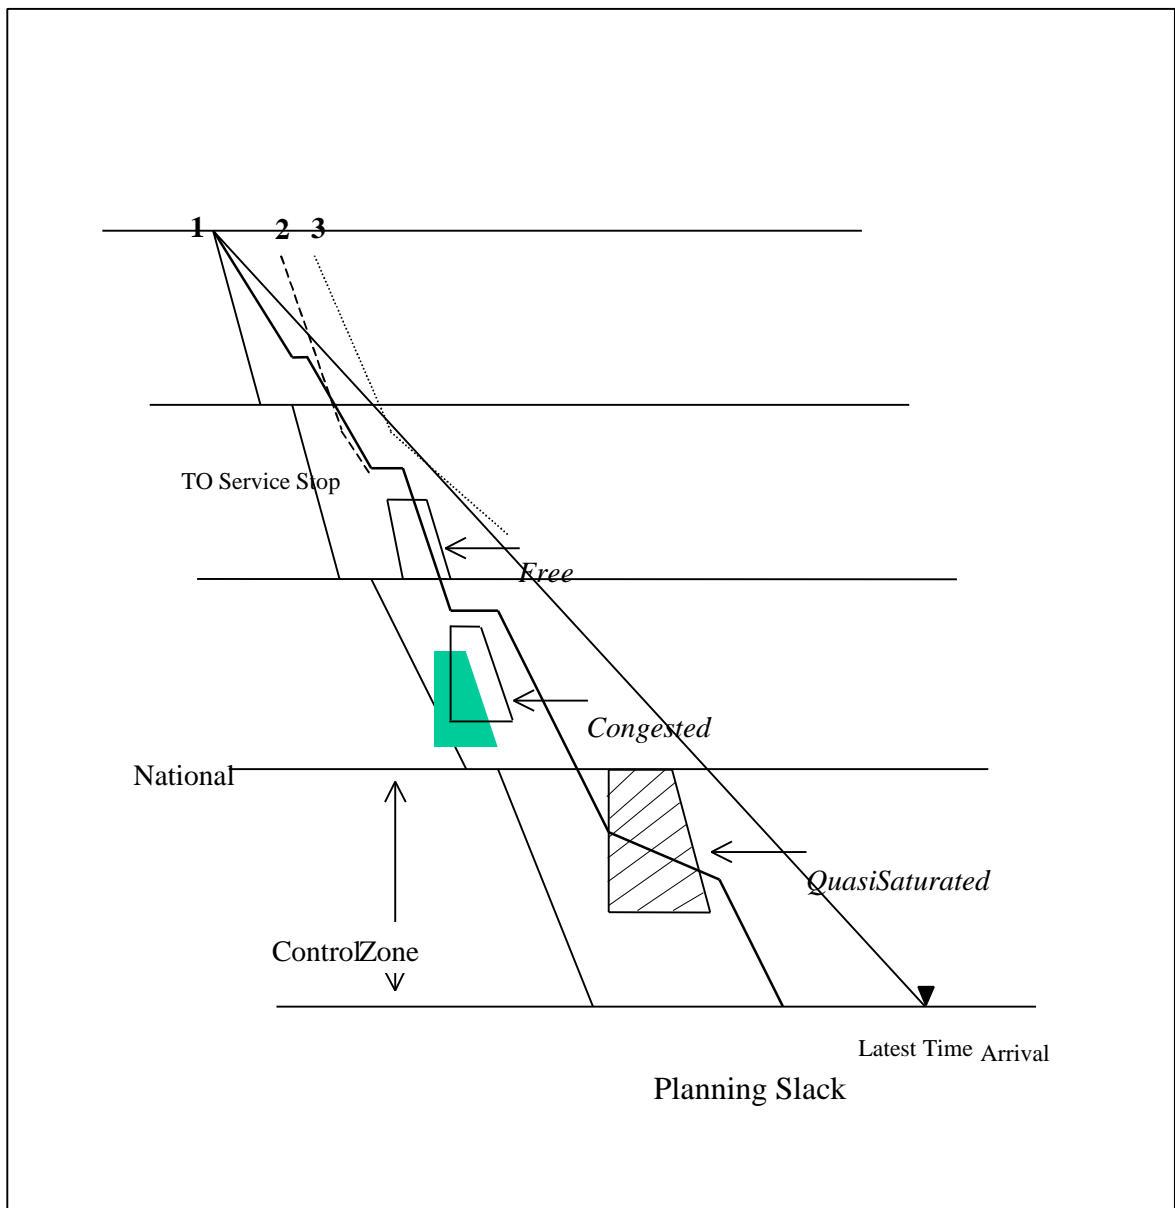 1 2 3
TO Service Stop
Free
Congested
National
QuasiSaturated
ControlZone
Latest Time Arrival
Planning Slack